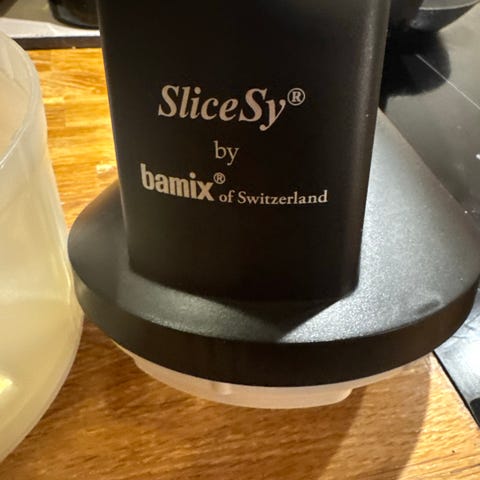 SliceSy®
by
bamix® of Switzerland